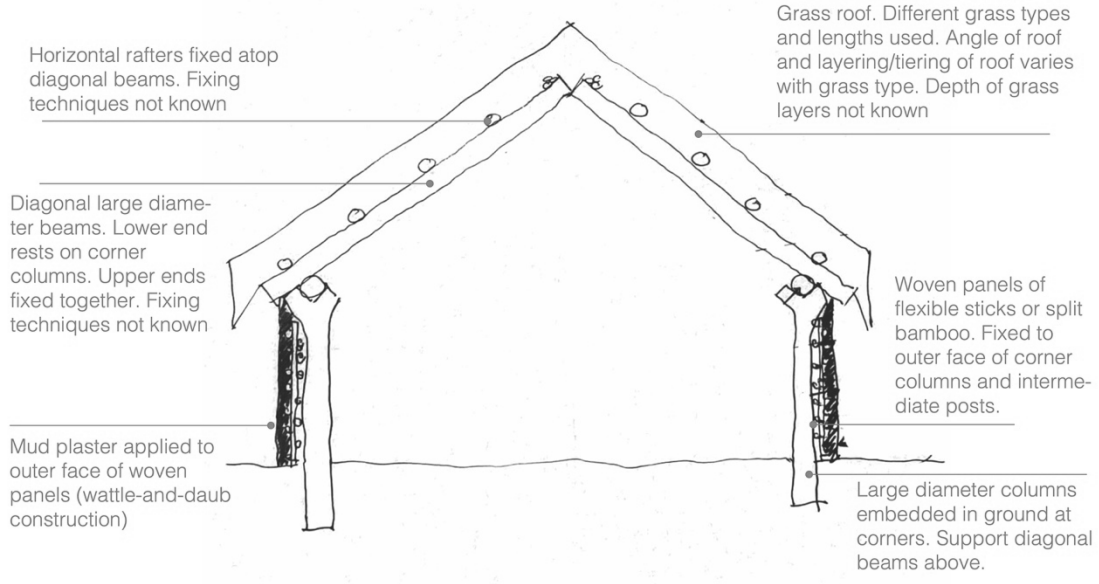 Horizontal rafters fixed atop
diagonal beams. Fixing
techniques not known
Diagonal large diame-
ter beams. Lower end
rests on corner
columns. Upper ends
fixed together. Fixing
techniques not known
Mud plaster applied to
outer face of woven
panels (wattle-and-daub
construction)
Grass roof. Different grass types
and lengths used. Angle of roof
and layering/tiering of roof varies
with grass type. Depth of grass
layers not known
Woven panels of
flexible sticks or split
bamboo. Fixed to
outer face of corner
columns and interme-
diate posts.
Large diameter columns
embedded in ground at
corners. Support diagonal
beams above.